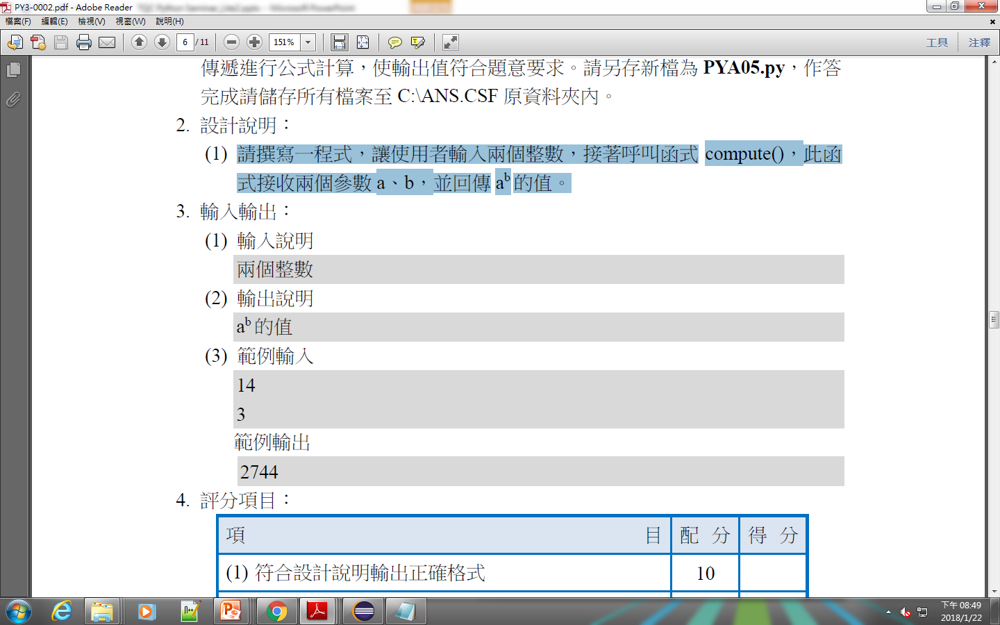 PY3-0002.pdf - Adobe Reader
檔案(F) 編輯(E) 檢視(V) 視窗(W) 說明(H)
6 / 11 151% 工具 注釋
傳遞進行公式計算，使輸出值符合題意要求。請另存新檔為 PYA05.py，作答
完成請儲存所有檔案至 C:\ANS.CSF 原資料夾內。
2. 設計說明：
(1) 請撰寫一程式，讓使用者輸入兩個整數，接著呼叫函式 compute()，此函
式接收兩個參數 a、b，並回傳 aᵇ 的值。
3. 輸入輸出：
(1) 輸入說明
兩個整數
(2) 輸出說明
aᵇ 的值
(3) 範例輸入
14
3
範例輸出
2744
4. 評分項目：
項目 配分 得分
(1) 符合設計說明輸出正確格式 10
下午 08:49
2018/1/22